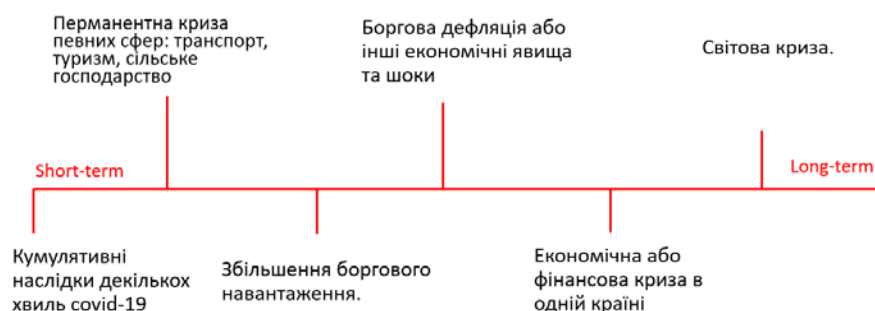 Перманентна криза
певних сфер: транспорт,
туризм, сільське
господарство
Боргова дефляція або
інші економічні явища
та шоки
Світова криза.
Short-term
Long-term
Кумулятивні
наслідки декількох
хвиль covid-19
Збільшення боргового
навантаження.
Економічна або
фінансова криза в
одній країні